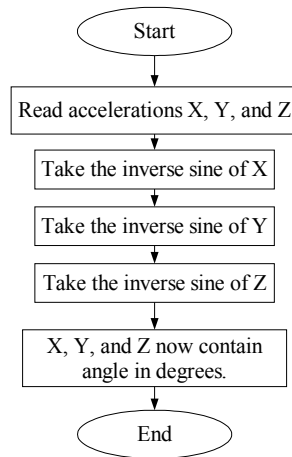 Start
Read accelerations X, Y, and Z
Take the inverse sine of X
Take the inverse sine of Y
Take the inverse sine of Z
X, Y, and Z now contain
angle in degrees.
End